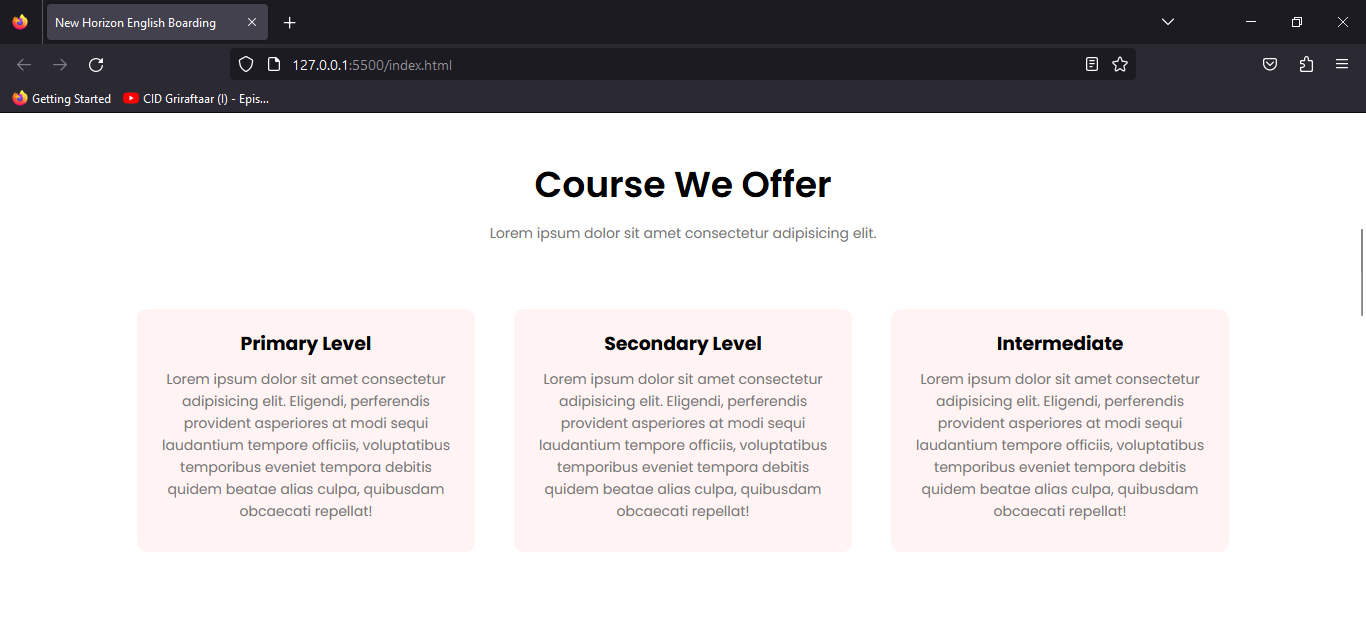 New Horizon English Boarding
127.0.0.1:5500/index.html
Getting Started
CID Griraftaar (I) - Epis...
Course We Offer
Lorem ipsum dolor sit amet consectetur adipisicing elit.
Primary Level
Lorem ipsum dolor sit amet consectetur
adipisicing elit. Eligendi, perferendis
provident asperiores at modi sequi
laudantium tempore officiis, voluptatibus
temporibus eveniet tempora debitis
quidem beatae alias culpa, quibusdam
obcaecati repellat!
Secondary Level
Lorem ipsum dolor sit amet consectetur
adipisicing elit. Eligendi, perferendis
provident asperiores at modi sequi
laudantium tempore officiis, voluptatibus
temporibus eveniet tempora debitis
quidem beatae alias culpa, quibusdam
obcaecati repellat!
Intermediate
Lorem ipsum dolor sit amet consectetur
adipisicing elit. Eligendi, perferendis
provident asperiores at modi sequi
laudantium tempore officiis, voluptatibus
temporibus eveniet tempora debitis
quidem beatae alias culpa, quibusdam
obcaecati repellat!